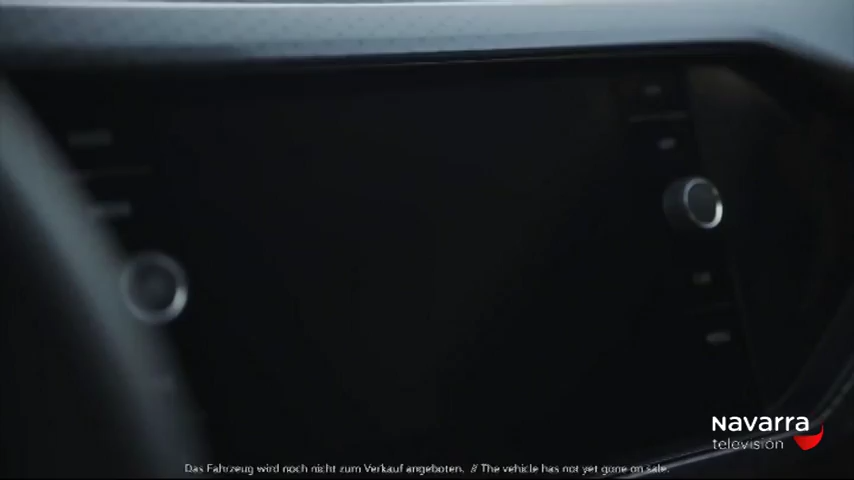 navarra
televisión
Das Fahrzeug wird noch nicht zum Verkauf angeboten. // The vehicle has not yet gone on sale.